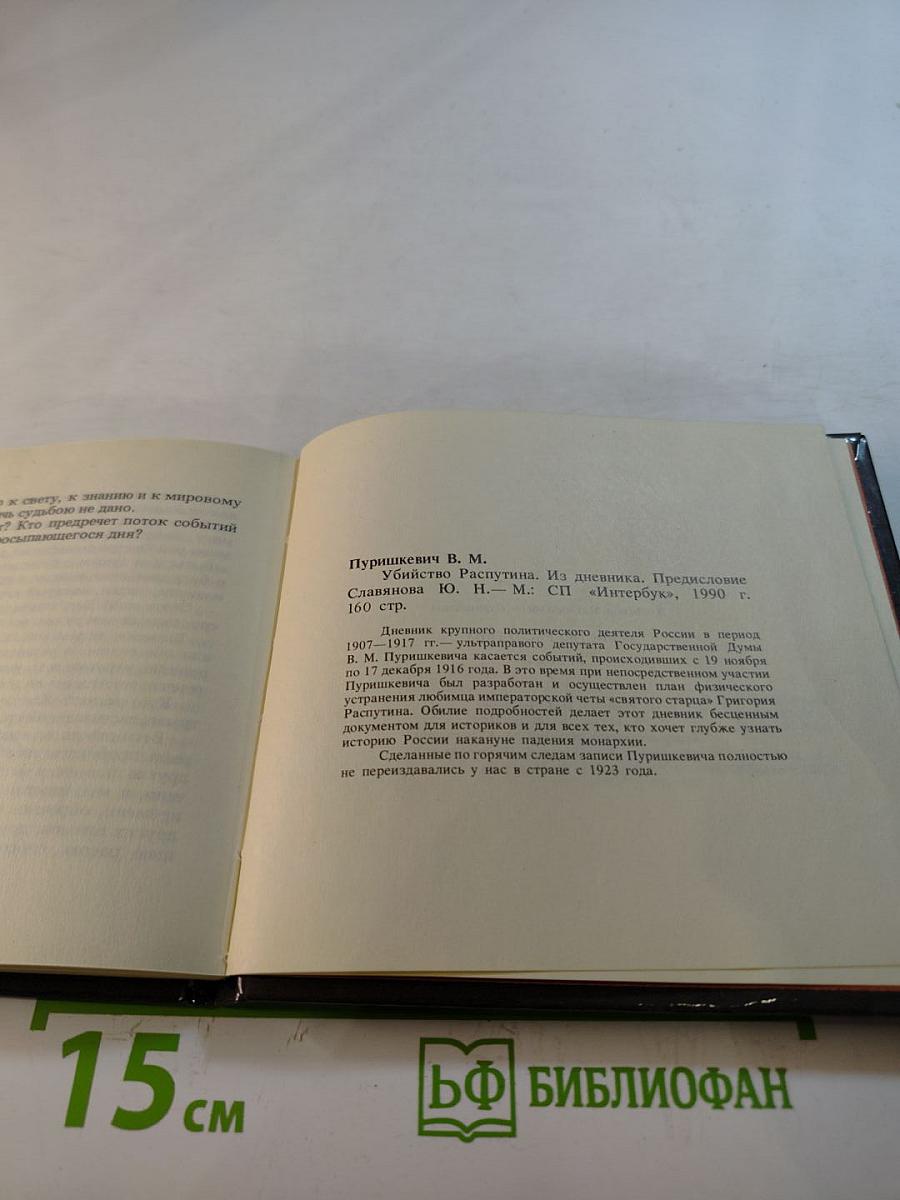 к свету, к знанию и к мировому
судьбою не дано.
Кто предречет поток событий
дня?
Пуришкевич В. М.
Убийство Распутина. Из дневника. Предисловие
Славянова Ю. Н.— М.: СП «Интербук», 1990 г.
160 стр.
Дневник крупного политического деятеля России в период
1907—1917 гг.— ультраправого депутата Государственной Думы
В. М. Пуришкевича касается событий, происходивших с 19 ноября
по 17 декабря 1916 года. В это время при непосредственном участии
Пуришкевича был разработан и осуществлен план физического
устранения любимца императорской четы «святого старца» Григория
Распутина. Обилие подробностей делает этот дневник бесценным
документом для историков и для всех тех, кто хочет глубже узнать
историю России накануне падения монархии.
Сделанные по горячим следам записи Пуришкевича полностью
не переиздавались у нас в стране с 1923 года.
15 см
БФ БИБЛИОФАН